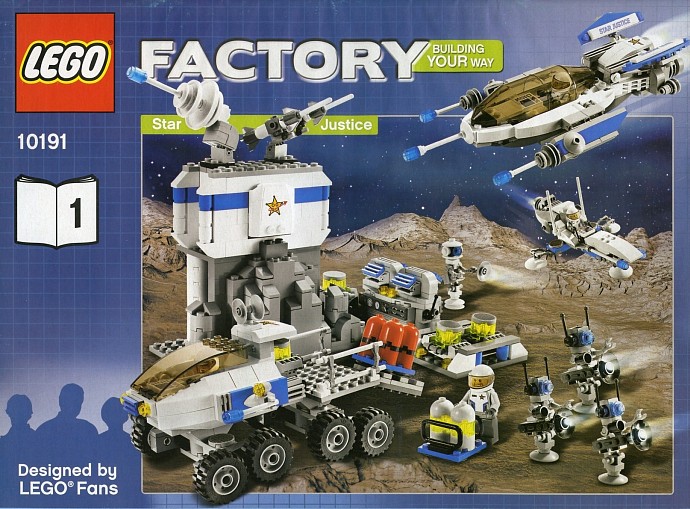 LEGO
FACTORY
BUILDING
YOUR WAY
STAR JUSTICE
Star Justice
10191
1
Designed by
LEGO® Fans